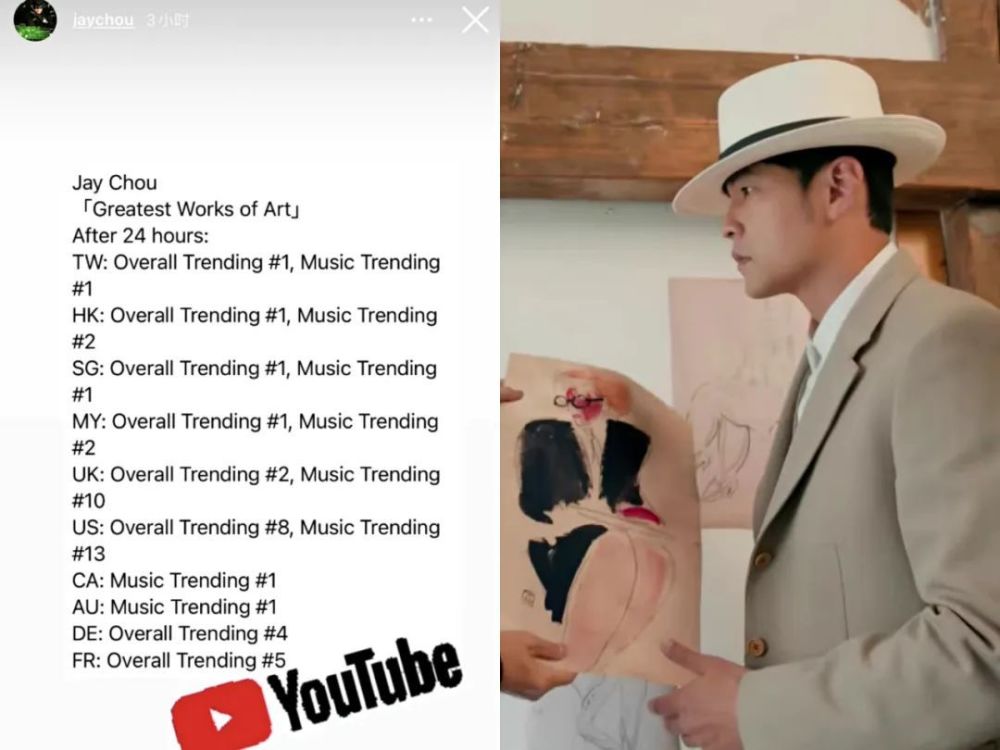 jaychou 3小时
Jay Chou
「Greatest Works of Art」
After 24 hours:
TW: Overall Trending #1, Music Trending
#1
HK: Overall Trending #1, Music Trending
#2
SG: Overall Trending #1, Music Trending
#1
MY: Overall Trending #1, Music Trending
#2
UK: Overall Trending #2, Music Trending
#10
US: Overall Trending #8, Music Trending
#13
CA: Music Trending #1
AU: Music Trending #1
DE: Overall Trending #4
FR: Overall Trending #5
YouTube